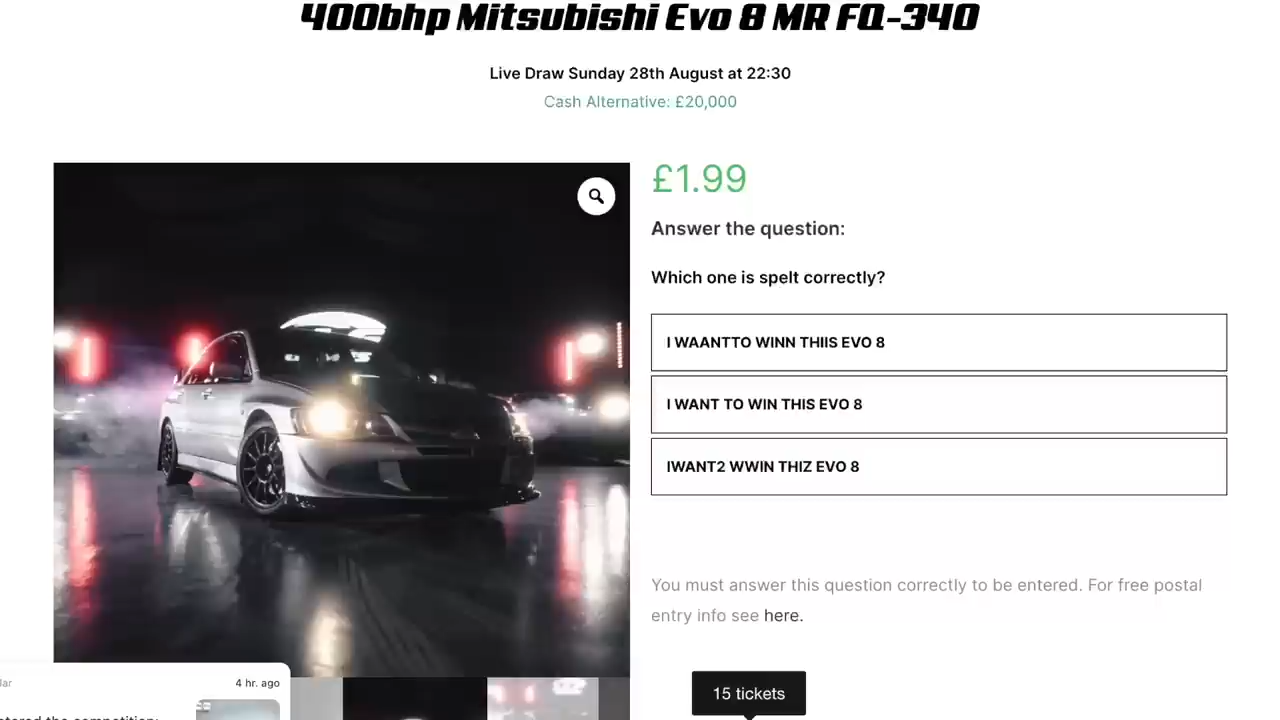 400bhp Mitsubishi Evo 8 MR FQ-340
Live Draw Sunday 28th August at 22:30
Cash Alternative: £20,000
£1.99
Answer the question:
Which one is spelt correctly?
I WAANTTO WINN THIIS EVO 8
I WANT TO WIN THIS EVO 8
IWANT2 WWIN THIZ EVO 8
You must answer this question correctly to be entered. For free postal
entry info see here.
15 tickets
4 hr. ago
the competition: